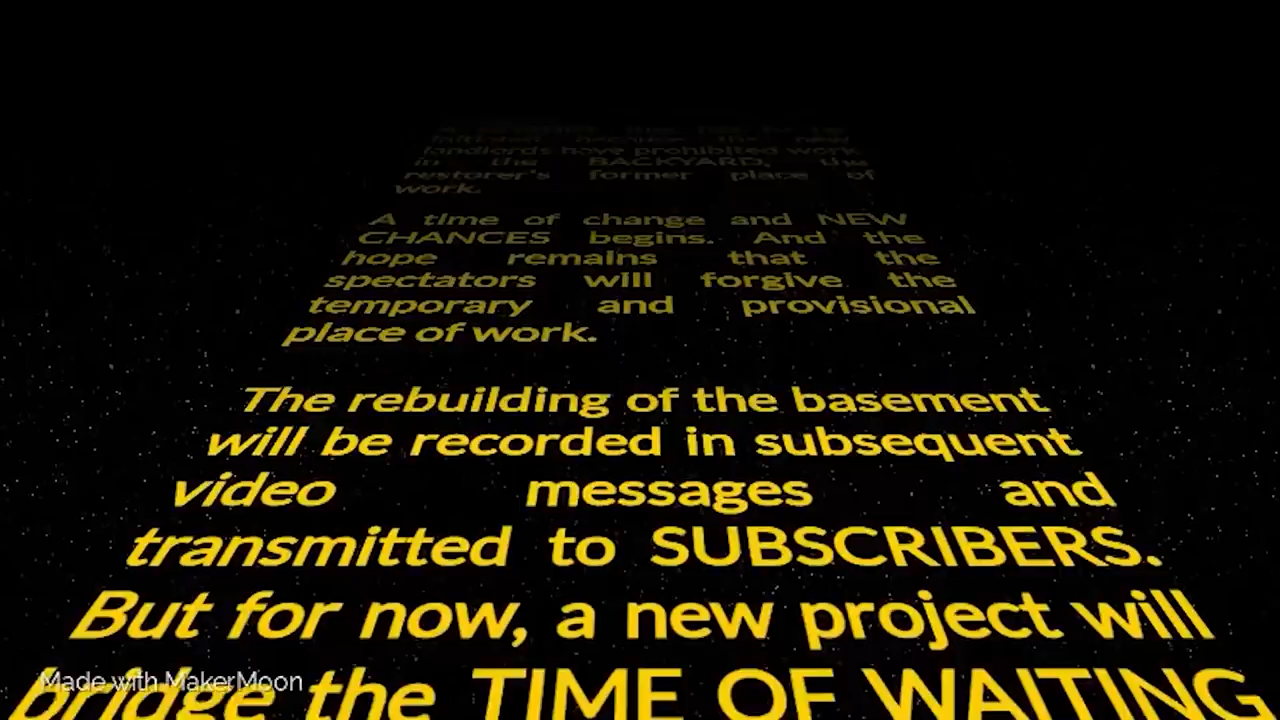 landlords have prohibited work
in the BACKYARD, the
restorer's former place of
work.
A time of change and NEW
CHANCES begins. And the
hope remains that the
spectators will forgive the
temporary and provisional
place of work.
The rebuilding of the basement
will be recorded in subsequent
video messages and
transmitted to SUBSCRIBERS.
But for now, a new project will
bridge the TIME OF WAITING
Made with MakerMoon